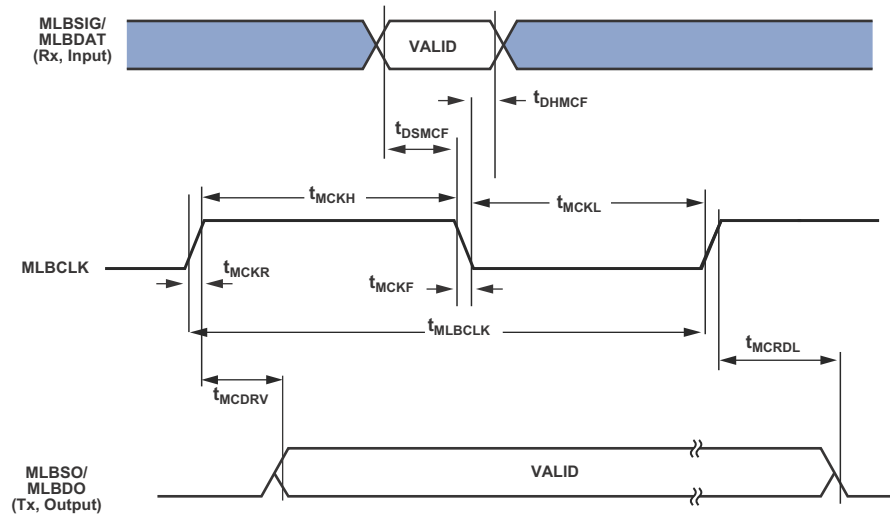 MLBSIG/
MLBDAT
(Rx, Input)
VALID
tDHMCF
tDSMCF
tMCKH
tMCKL
MLBCLK
tMCKR
tMCKF
tMLBCLK
tMCRDL
tMCDRV
MLBSO/
MLBDO
(Tx, Output)
VALID